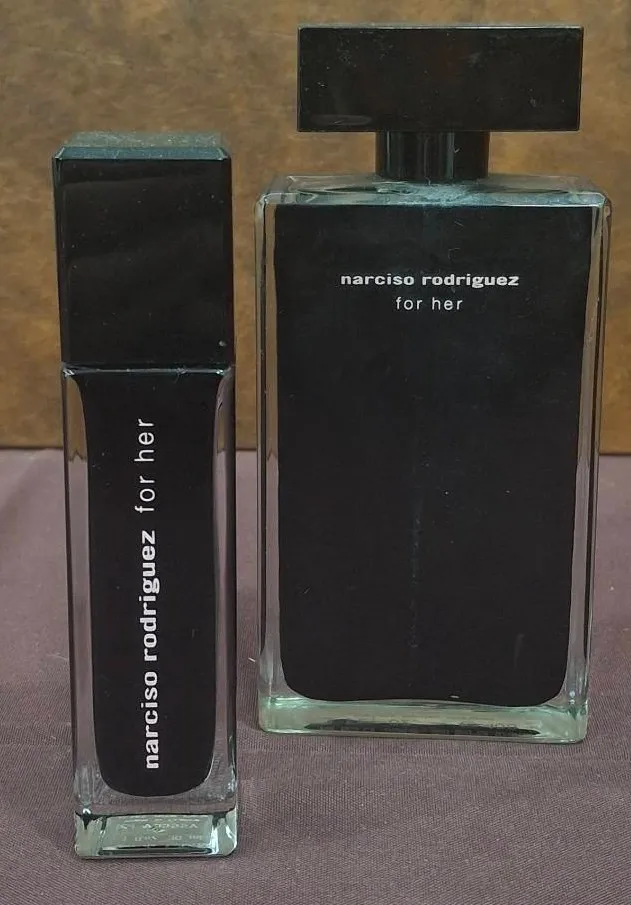 narciso rodriguez for her
narciso rodriguez
for her